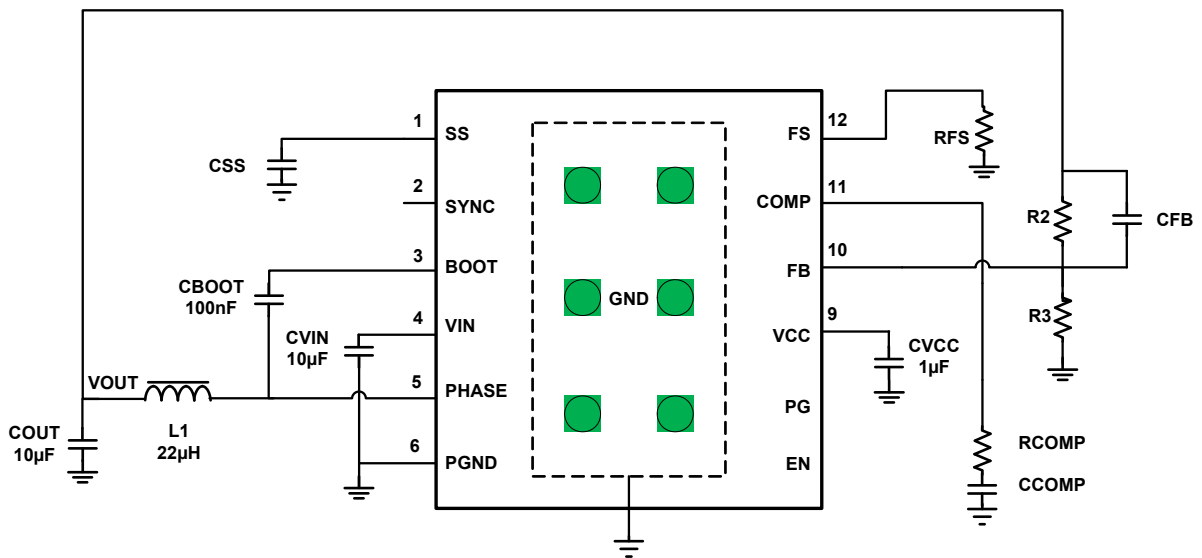 1
SS
CSS
2
SYNC
3
BOOT
CBOOT
100nF
4
VIN
CVIN
10µF
5
PHASE
VOUT
L1
22µH
COUT
10µF
6
PGND
GND
12
FS
RFS
11
COMP
10
FB
R2
CFB
R3
9
VCC
CVCC
1µF
PG
EN
RCOMP
CCOMP